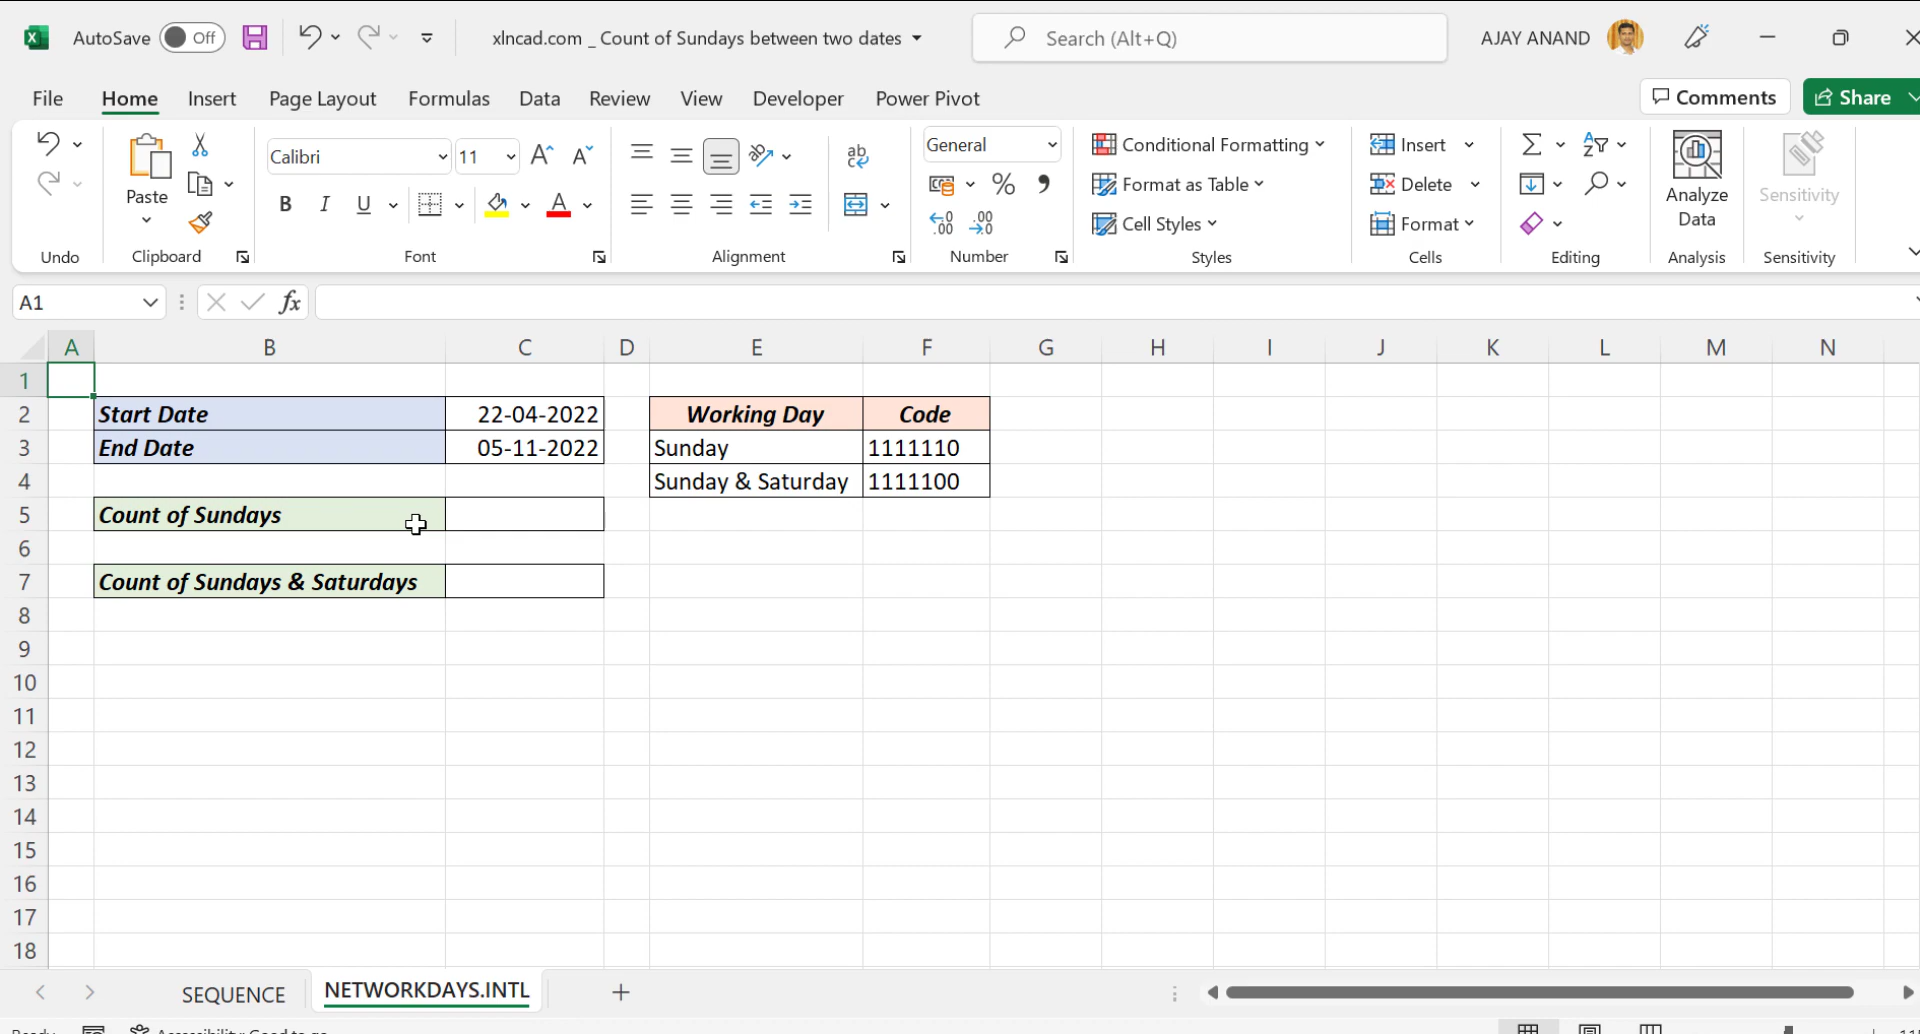 AutoSave Off xlncad.com _ Count of Sundays between two dates Search (Alt+Q) AJAY ANAND
File Home Insert Page Layout Formulas Data Review View Developer Power Pivot Comments Share
Paste
Undo Clipboard
Calibri 11
B I U A
Font
ab
Alignment
General
% .00 .00
Number
Conditional Formatting
Format as Table
Cell Styles
Styles
Insert
Delete
Format
Cells
Editing
Analyze
Data
Analysis
Sensitivity
Sensitivity
A1 fx
A B C D E F G H I J K L M N
1
2 Start Date 22-04-2022 Working Day Code
3 End Date 05-11-2022 Sunday 1111110
4 Sunday & Saturday 1111100
5 Count of Sundays
6
7 Count of Sundays & Saturdays
8
9
10
11
12
13
14
15
16
17
18
SEQUENCE NETWORKDAYS.INTL